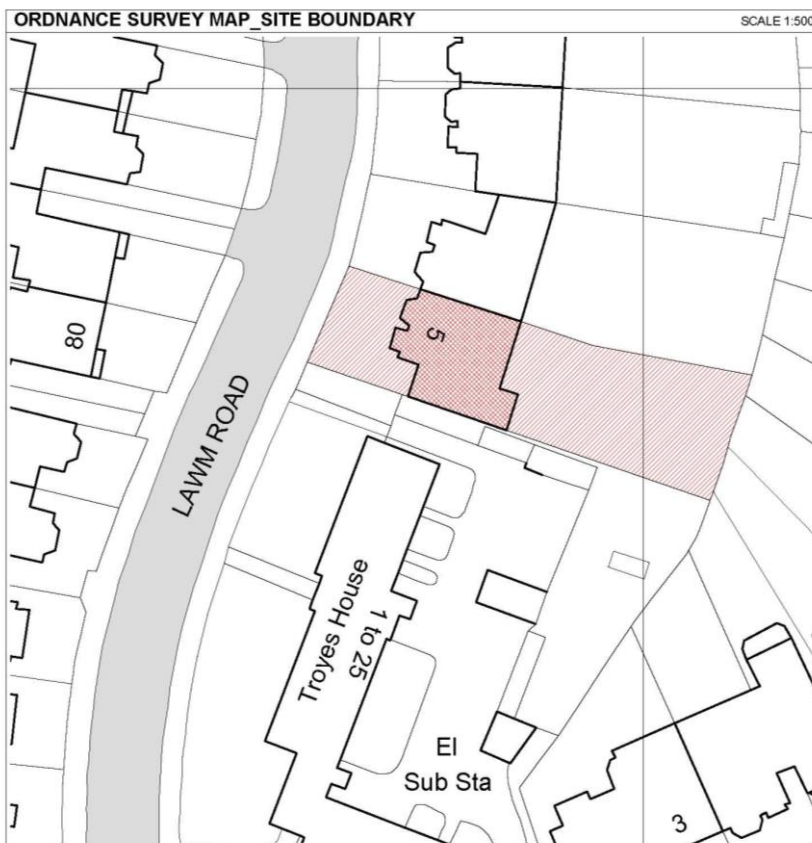 ORDNANCE SURVEY MAP_SITE BOUNDARY
SCALE 1:500
5
80
LAWM ROAD
Troyes House
1 to 25
El
Sub Sta
3